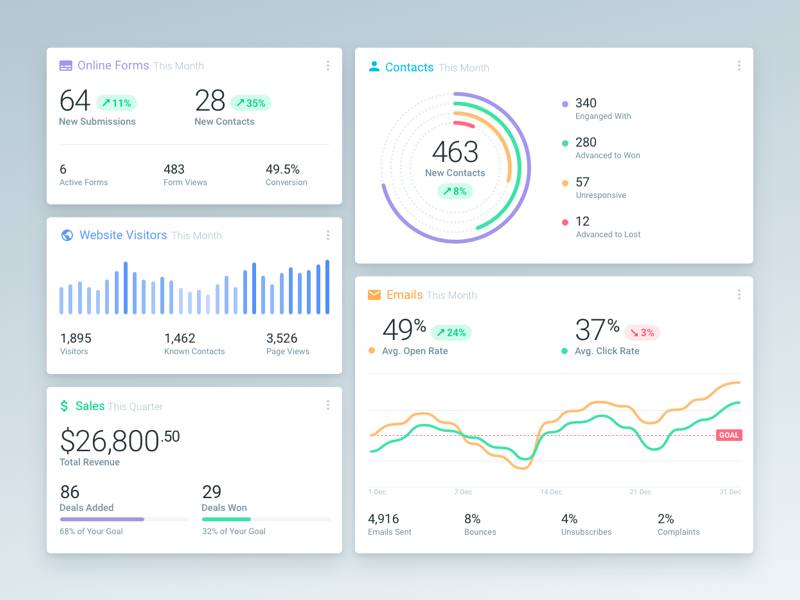 Online Forms This Month
64 11% 28 35%
New Submissions New Contacts
6 483 49.5%
Active Forms Form Views Conversion
Website Visitors This Month
1,895 1,462 3,526
Visitors Known Contacts Page Views
$ Sales This Quarter
$26,800.50
Total Revenue
86 29
Deals Added Deals Won
68% of Your Goal 32% of Your Goal
Contacts This Month
463
New Contacts
8%
340
Enganged With
280
Advanced to Won
57
Unresponsive
12
Advanced to Lost
Emails This Month
49% 24% 37% 3%
Avg. Open Rate Avg. Click Rate
GOAL
1 Dec 7 Dec 14 Dec 21 Dec 31 Dec
4,916 8% 4% 2%
Emails Sent Bounces Unsubscribes Complaints